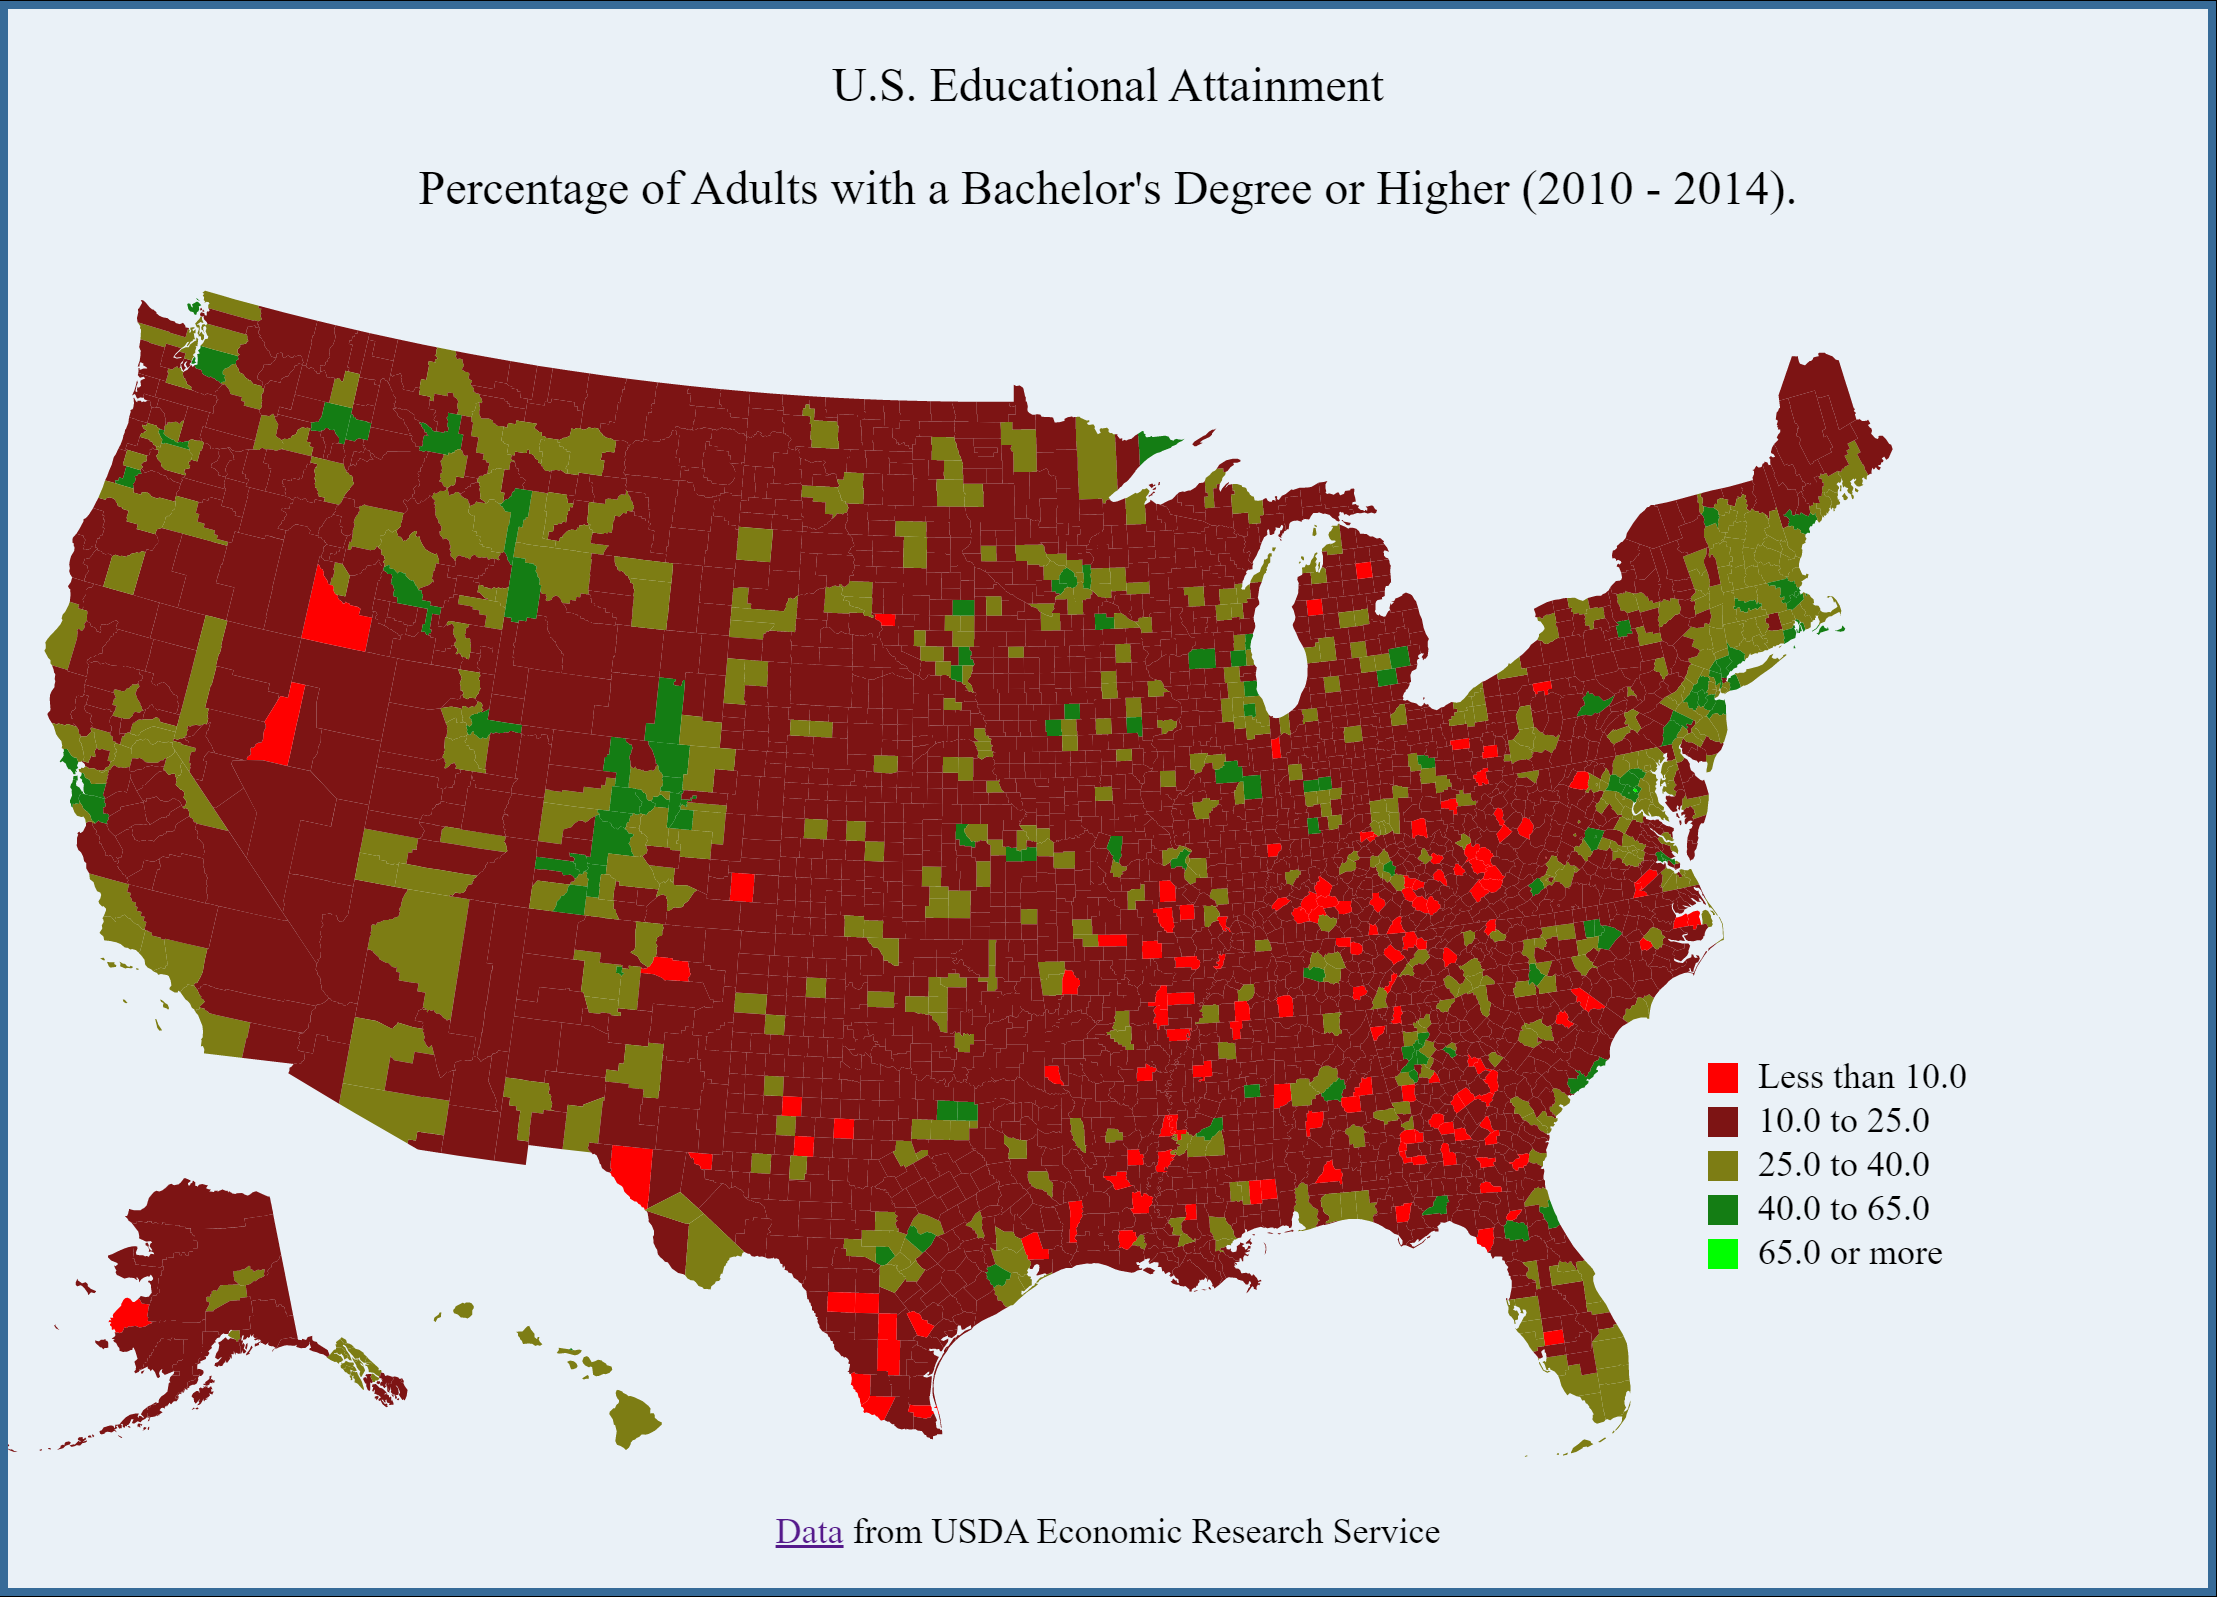 U.S. Educational Attainment
Percentage of Adults with a Bachelor's Degree or Higher (2010 - 2014).
Less than 10.0
10.0 to 25.0
25.0 to 40.0
40.0 to 65.0
65.0 or more
Data from USDA Economic Research Service